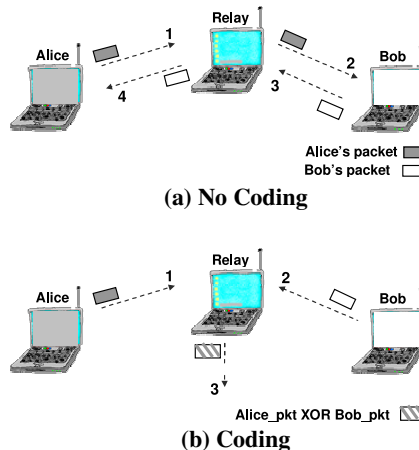 Relay
Alice
1
2
Bob
3
4
Alice's packet
Bob's packet
(a) No Coding
Relay
Alice
1
2
Bob
3
Alice_pkt XOR Bob_pkt
(b) Coding